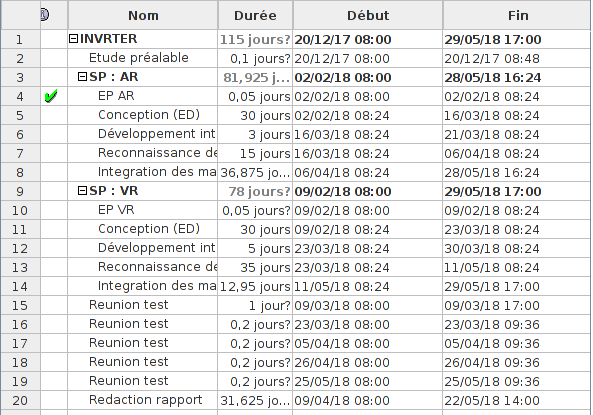 Nom Durée Début Fin
1 INVRTER 115 jours? 20/12/17 08:00 29/05/18 17:00
2 Etude préalable 0,1 jours? 20/12/17 08:00 20/12/17 08:48
3 SP : AR 81,925 j... 02/02/18 08:00 28/05/18 16:24
4 EP AR 0,05 jours 02/02/18 08:00 02/02/18 08:24
5 Conception (ED) 30 jours 02/02/18 08:24 16/03/18 08:24
6 Développement int 3 jours 16/03/18 08:24 21/03/18 08:24
7 Reconnaissance de 15 jours 16/03/18 08:24 06/04/18 08:24
8 Integration des ma 36,875 jo... 06/04/18 08:24 28/05/18 16:24
9 SP : VR 78 jours? 09/02/18 08:00 29/05/18 17:00
10 EP VR 0,05 jours? 09/02/18 08:00 09/02/18 08:24
11 Conception (ED) 30 jours 09/02/18 08:24 23/03/18 08:24
12 Développement int 5 jours 23/03/18 08:24 30/03/18 08:24
13 Reconnaissance de 35 jours 23/03/18 08:24 11/05/18 08:24
14 Integration des ma 12,95 jours 11/05/18 08:24 29/05/18 17:00
15 Reunion test 1 jour? 09/03/18 08:00 09/03/18 17:00
16 Reunion test 0,2 jours? 23/03/18 08:00 23/03/18 09:36
17 Reunion test 0,2 jours? 05/04/18 08:00 05/04/18 09:36
18 Reunion test 0,2 jours? 26/04/18 08:00 26/04/18 09:36
19 Reunion test 0,2 jours? 25/05/18 08:00 25/05/18 09:36
20 Redaction rapport 31,625 jo... 09/04/18 08:00 22/05/18 14:00